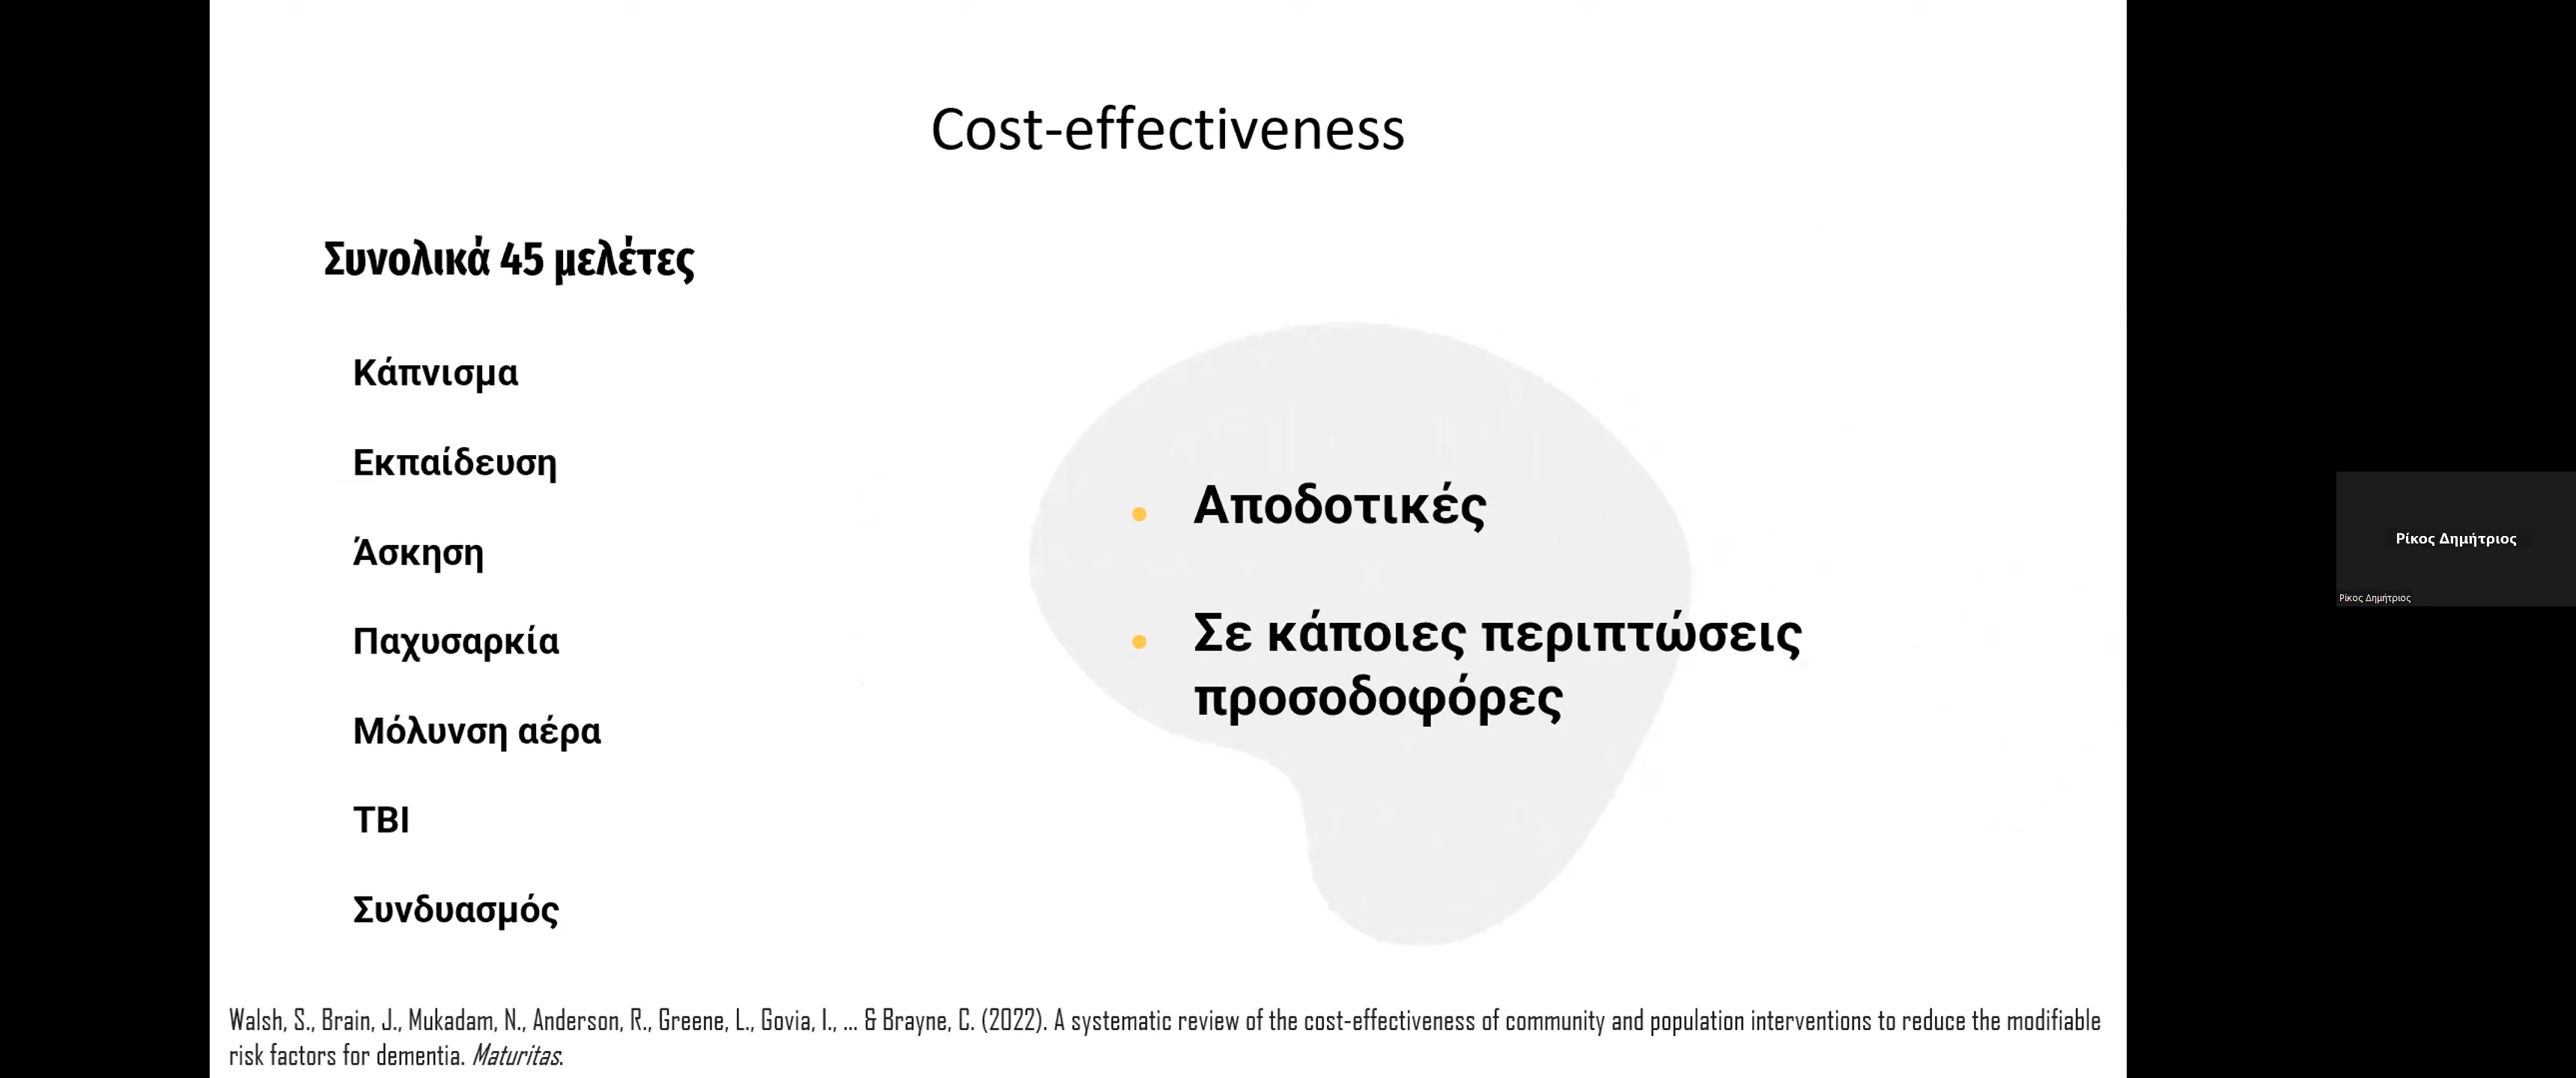 Cost-effectiveness
Συνολικά 45 μελέτες
Κάπνισμα
Εκπαίδευση
Άσκηση
Παχυσαρκία
Μόλυνση αέρα
TBI
Συνδυασμός
• Αποδοτικές
• Σε κάποιες περιπτώσεις
προσοδοφόρες
Walsh, S., Brain, J., Mukadam, N., Anderson, R., Greene, L., Govia, I., ... & Brayne, C. (2022). A systematic review of the cost-effectiveness of community and population interventions to reduce the modifiable
risk factors for dementia. Maturitas.
Ρίκος Δημήτριος
Ρίκος Δημήτριος